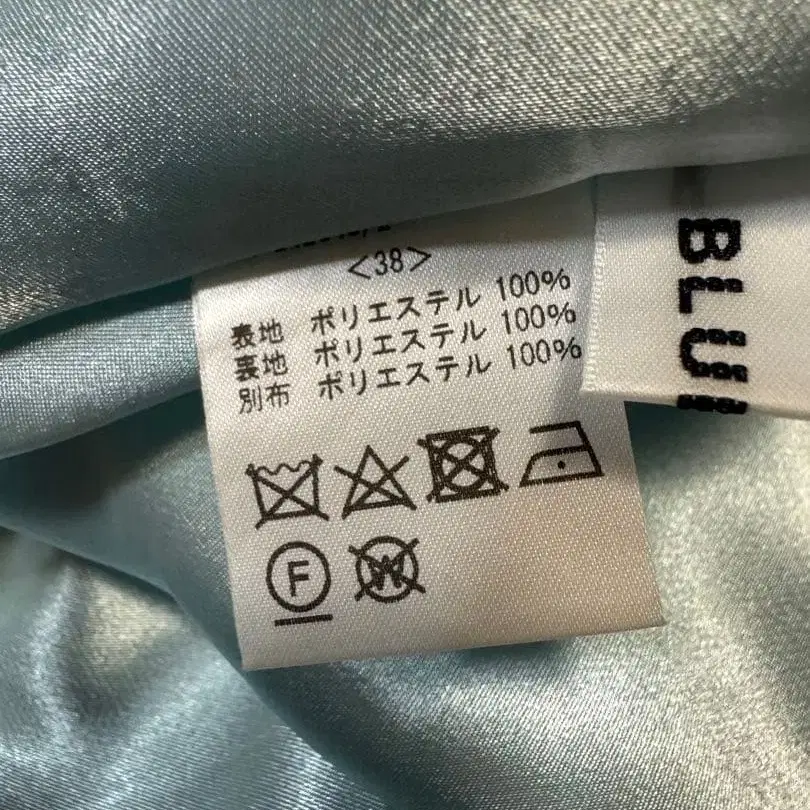 <38>
表地 ポリエステル 100%
裏地 ポリエステル 100%
別布 ポリエステル 100%
F
W
BLU